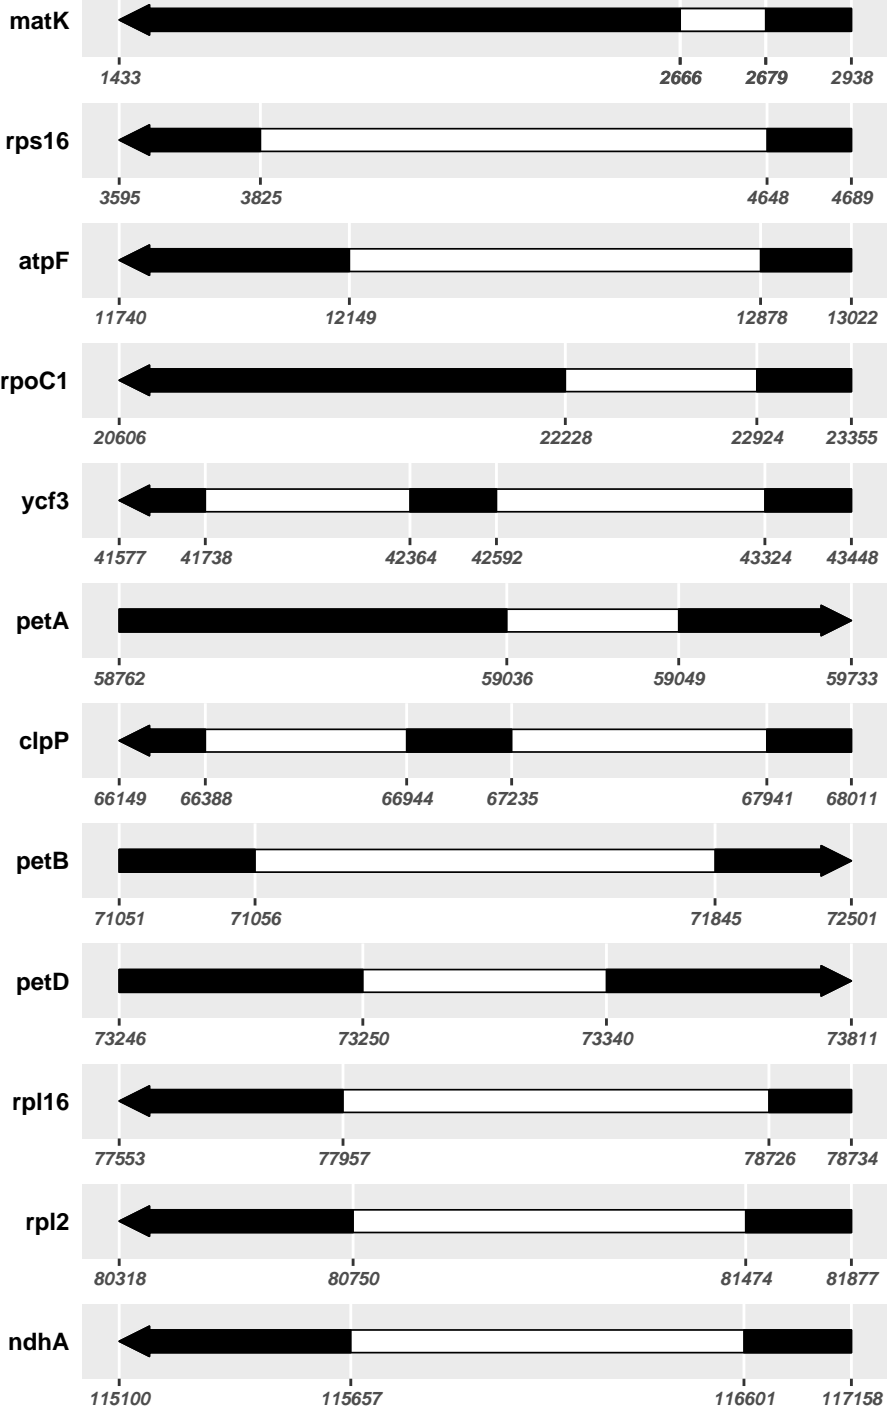 matK
1433 2666 2679 2938
rps16
3595 3825 4648 4689
atpF
11740 12149 12878 13022
rpoC1
20606 22228 22924 23355
ycf3
41577 41738 42364 42592 43324 43448
petA
58762 59036 59049 59733
clpP
66149 66388 66944 67235 67941 68011
petB
71051 71056 71845 72501
petD
73246 73250 73340 73811
rpl16
77553 77957 78726 78734
rpl2
80318 80750 81474 81877
ndhA
115100 115657 116601 117158